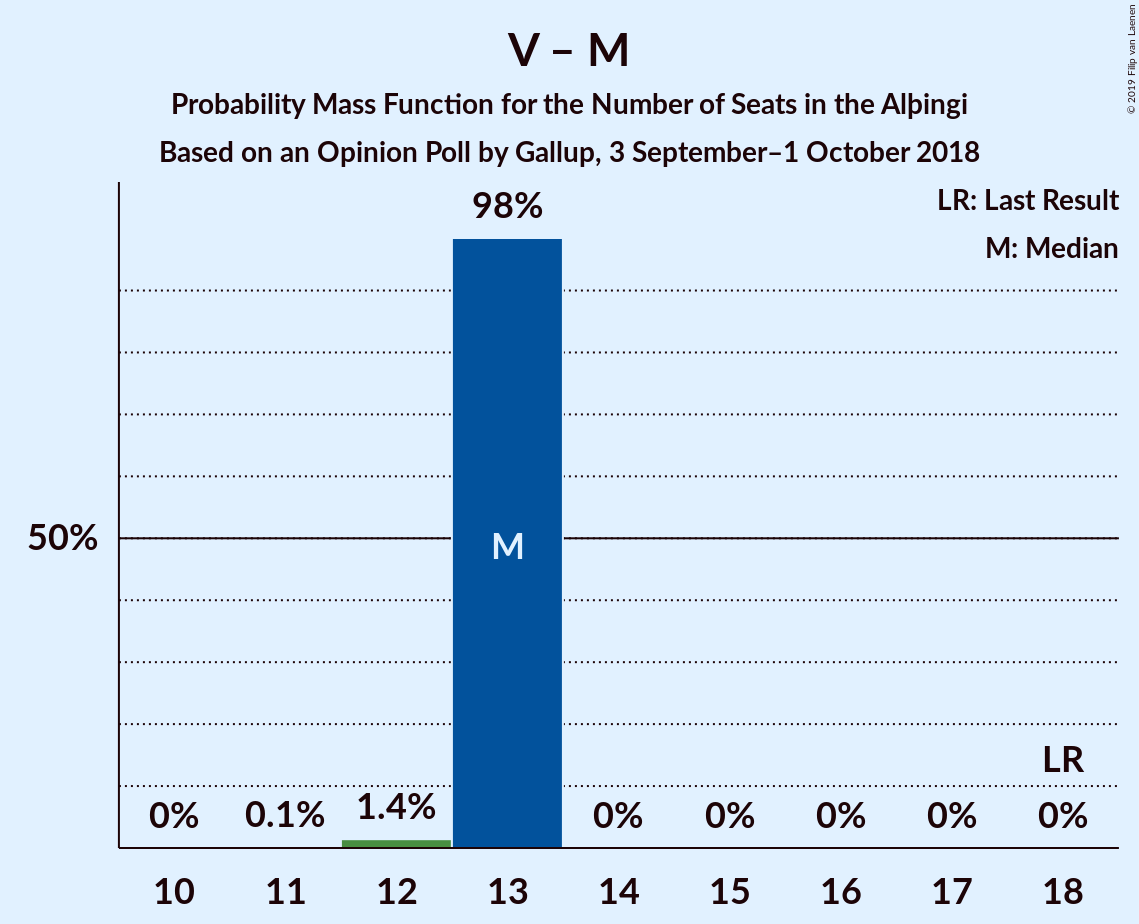 V – M
Probability Mass Function for the Number of Seats in the Alþingi
Based on an Opinion Poll by Gallup, 3 September–1 October 2018
© 2019 Filip van Laenen
LR: Last Result
M: Median
98%
50%
M
LR
0% 0.1% 1.4% 0% 0% 0% 0% 0%
10 11 12 13 14 15 16 17 18